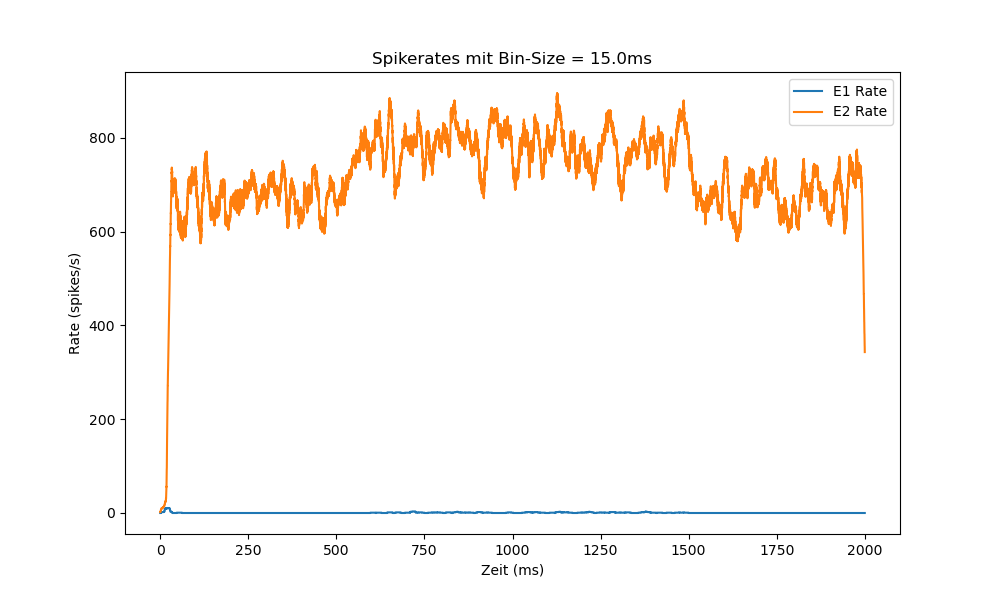 Spikerates mit Bin-Size = 15.0ms
E1 Rate
E2 Rate
800
600
400
200
0
Rate (spikes/s)
0 250 500 750 1000 1250 1500 1750 2000
Zeit (ms)